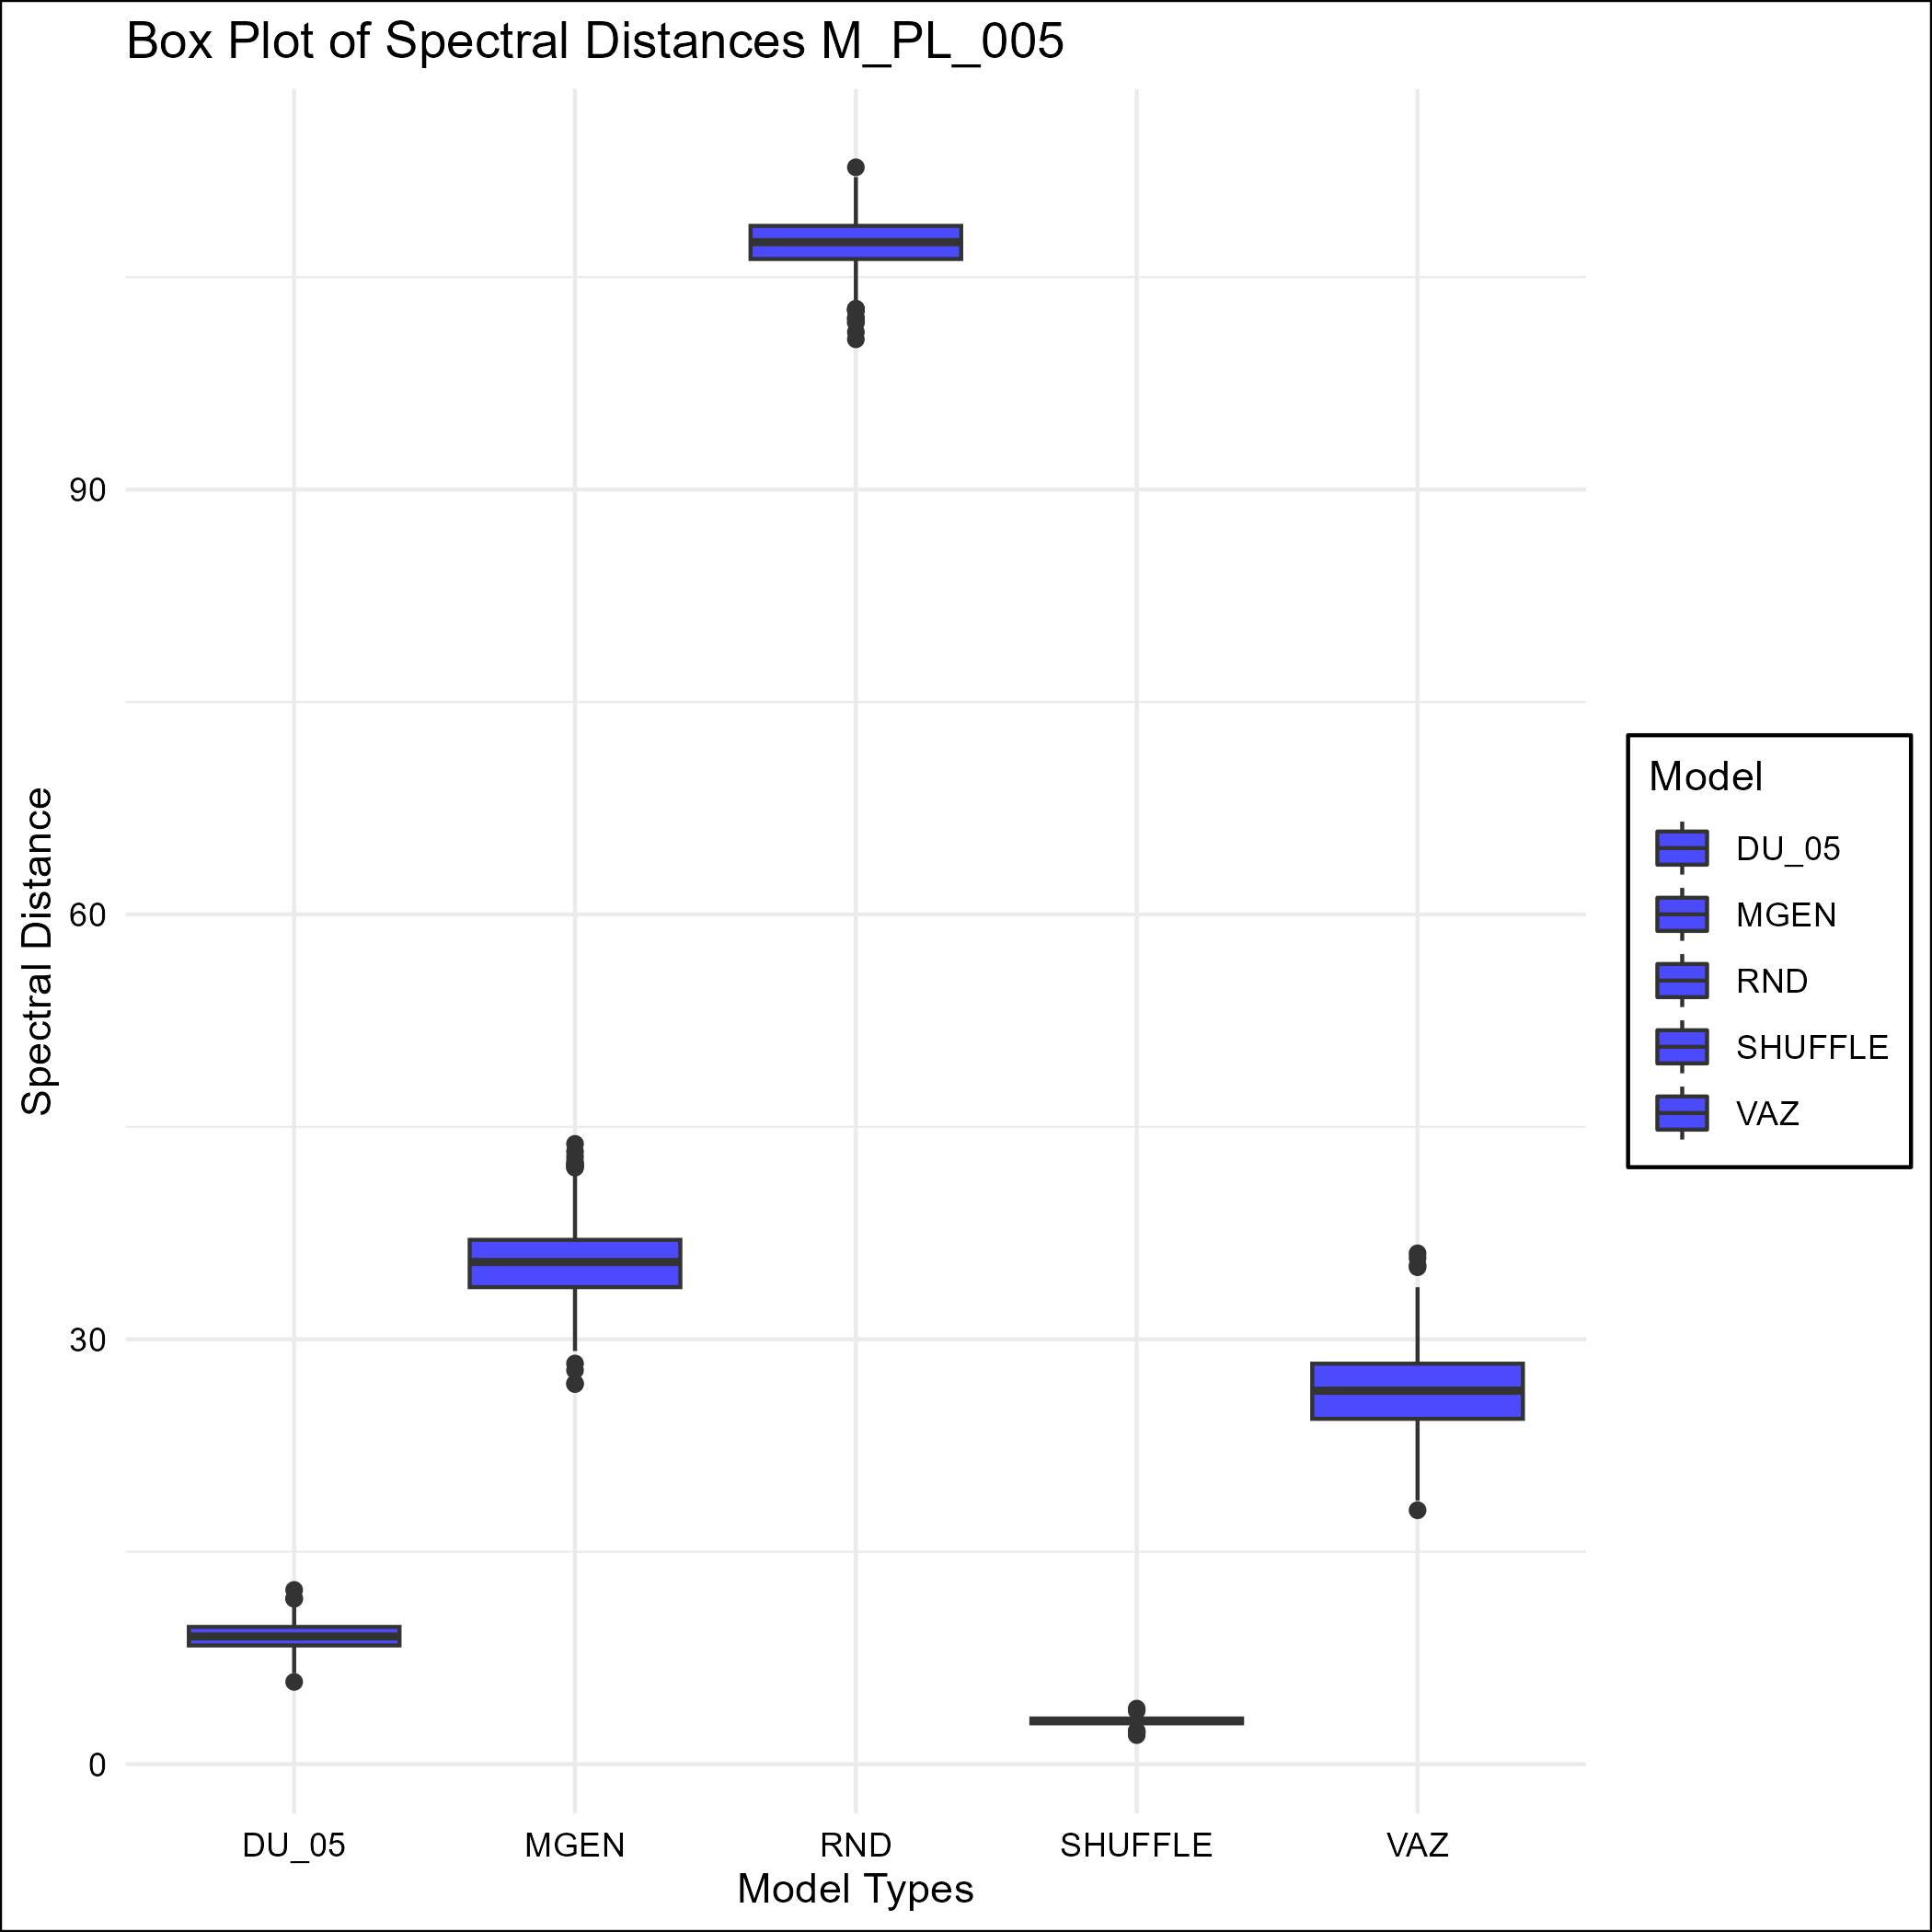 Box Plot of Spectral Distances M_PL_005
Spectral Distance
90
60
30
0
DU_05
MGEN
RND
SHUFFLE
VAZ
Model Types
Model
DU_05
MGEN
RND
SHUFFLE
VAZ